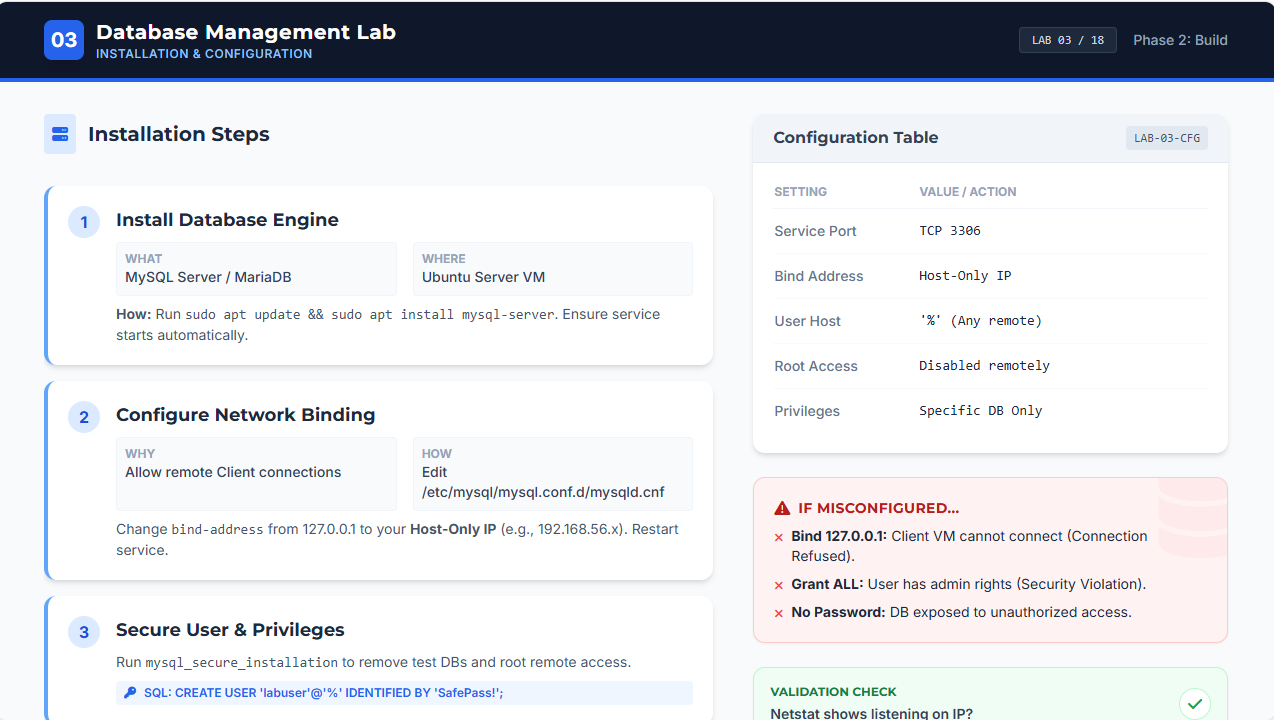 03
Database Management Lab
INSTALLATION & CONFIGURATION
LAB 03 / 18
Phase 2: Build
Installation Steps
1
Install Database Engine
WHAT
MySQL Server / MariaDB
WHERE
Ubuntu Server VM
How: Run sudo apt update && sudo apt install mysql-server. Ensure service
starts automatically.
2
Configure Network Binding
WHY
Allow remote Client connections
HOW
Edit
/etc/mysql/mysql.conf.d/mysqld.cnf
Change bind-address from 127.0.0.1 to your Host-Only IP (e.g., 192.168.56.x). Restart
service.
3
Secure User & Privileges
Run mysql_secure_installation to remove test DBs and root remote access.
SQL: CREATE USER 'labuser'@'%' IDENTIFIED BY 'SafePass!';
Configuration Table
LAB-03-CFG
SETTING VALUE / ACTION
Service Port TCP 3306
Bind Address Host-Only IP
User Host '%' (Any remote)
Root Access Disabled remotely
Privileges Specific DB Only
IF MISCONFIGURED...
Bind 127.0.0.1: Client VM cannot connect (Connection
Refused).
Grant ALL: User has admin rights (Security Violation).
No Password: DB exposed to unauthorized access.
VALIDATION CHECK
Netstat shows listening on IP?